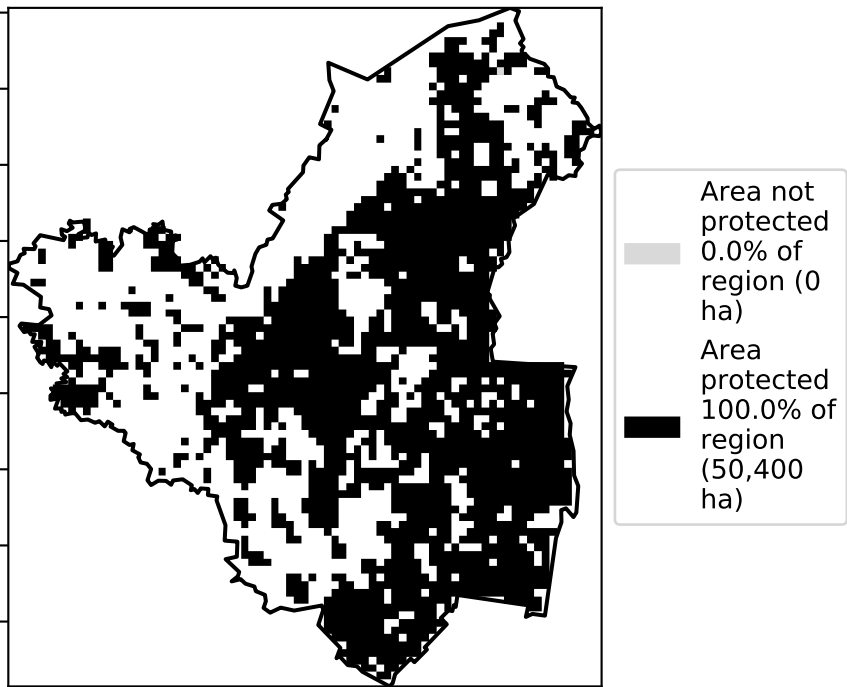 Area not
protected
0.0% of
region (0
ha)
Area
protected
100.0% of
region
(50,400
ha)